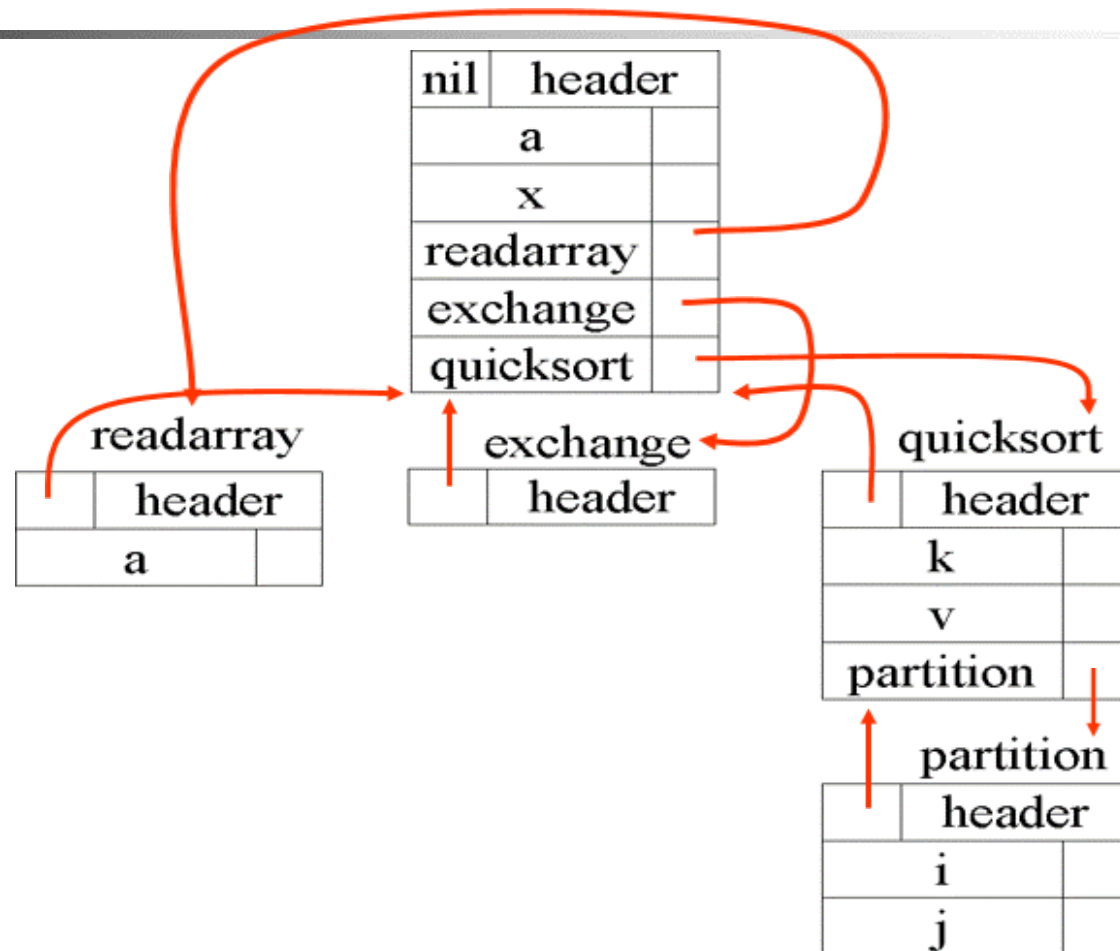 nil header
a
x
readarray
exchange
quicksort
readarray
header
a
exchange
header
quicksort
header
k
v
partition
partition
header
i
j